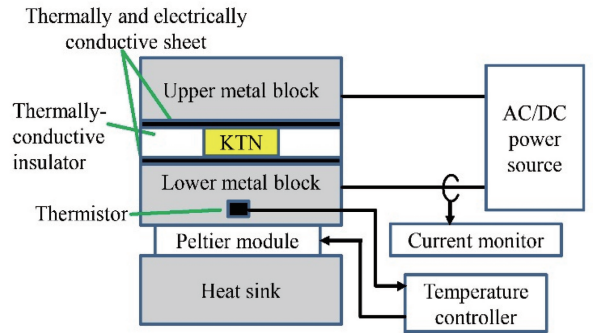 Thermally and electrically
conductive sheet
Upper metal block
Thermally-
conductive
insulator
KTN
AC/DC
power
source
Lower metal block
Thermistor
Peltier module
Current monitor
Heat sink
Temperature
controller